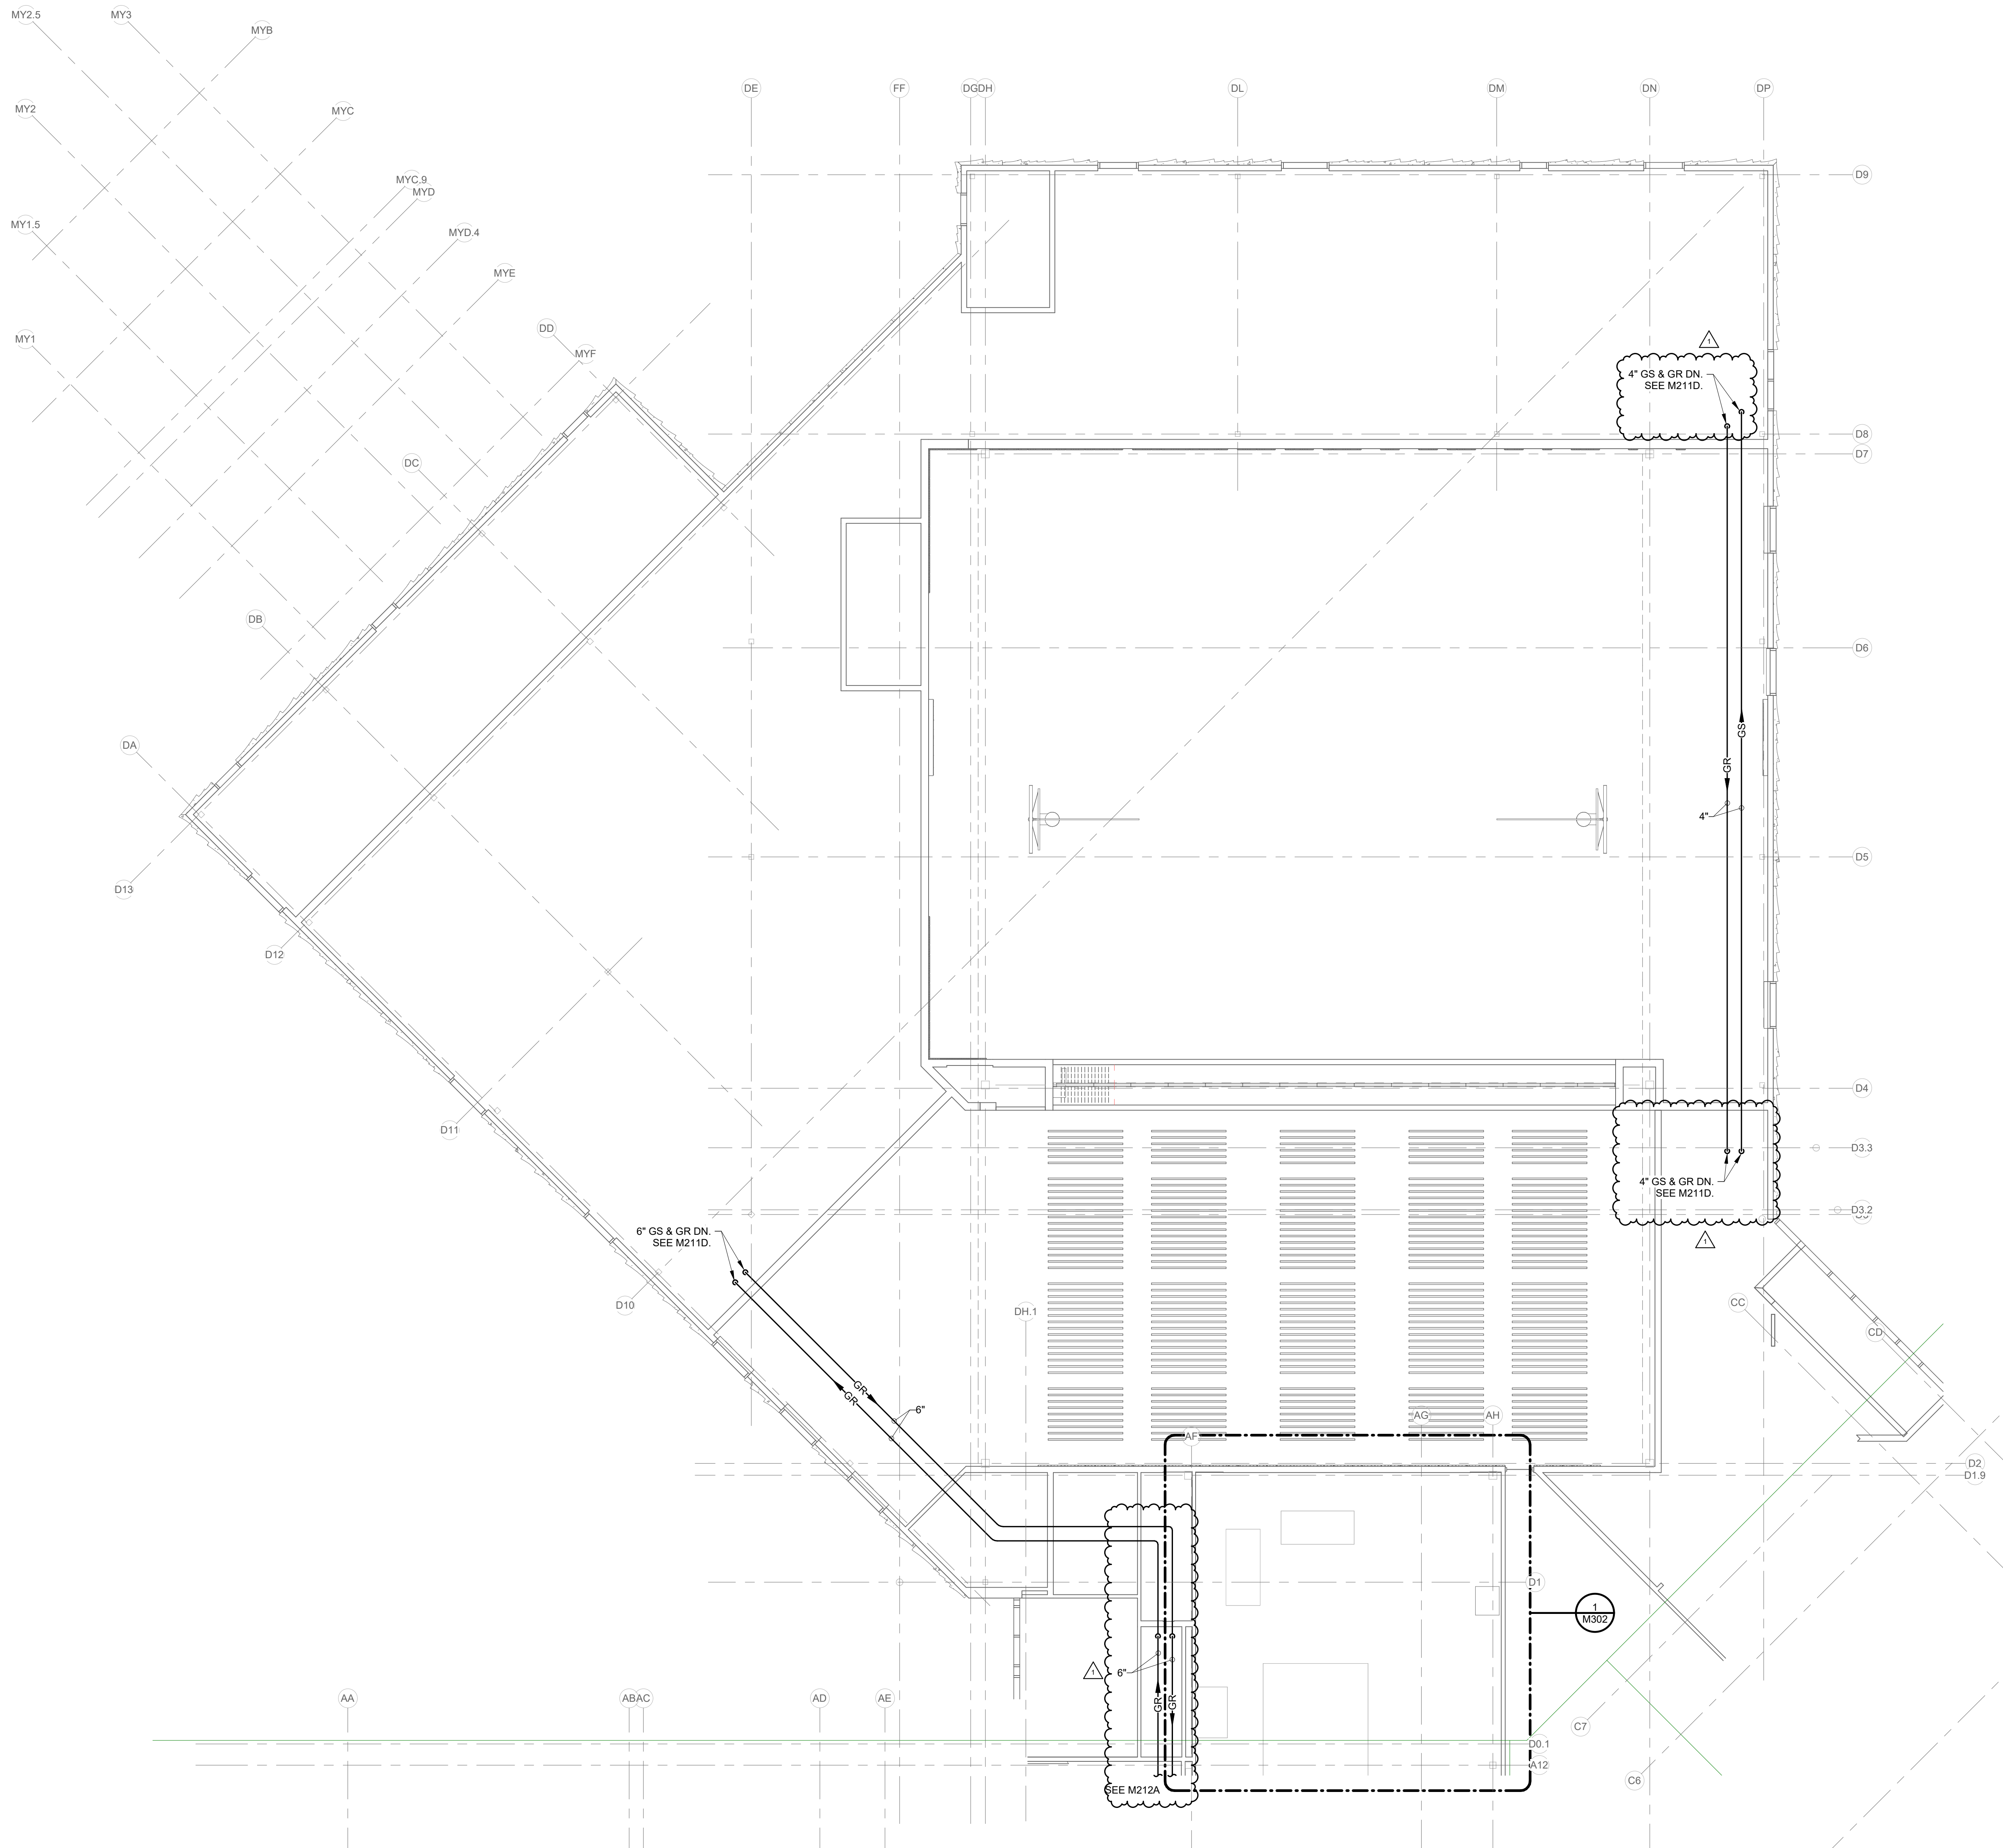 MY2.5
MY3
MYB
MY2
MYC
DE
FF
DG
DH
DL
DM
DN
DP
MYC.9
MYD
D9
MY1.5
MYD.4
MYE
MY1
DD
MYF
1
4" GS & GR DN.
SEE M211D.
D8
D7
DC
DB
D6
DA
GS
GR
4"
D5
D13
D12
D4
D11
D3.3
4" GS & GR DN.
SEE M211D.
D3.2
1
6" GS & GR DN.
SEE M211D.
D10
DH.1
CC
CD
GR
GR
6"
AG
AH
AF
D2
D1.9
D1
1
M302
1
6"
GR
GR
AA
AB
AC
AD
AE
C7
D0.1
A12
C6
SEE M212A